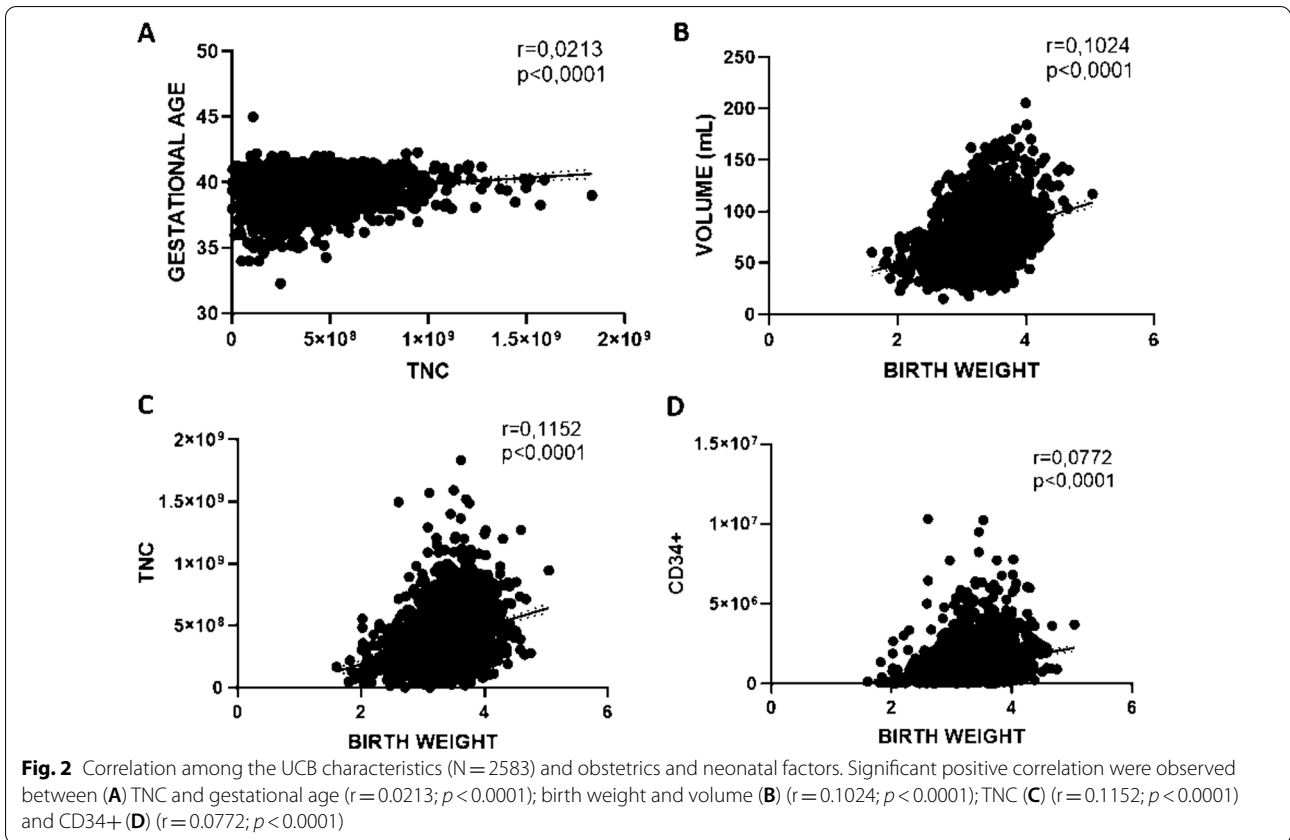 A
r=0,0213
p<0,0001
50
45
40
35
30
GESTATIONAL AGE
0
5×10⁸
1×10⁹
1.5×10⁹
2×10⁹
TNC
B
r=0,1024
p<0,0001
250
200
150
100
50
0
VOLUME (mL)
0
2
4
6
BIRTH WEIGHT
C
r=0,1152
p<0,0001
2×10⁹
1.5×10⁹
1×10⁹
5×10⁸
0
TNC
0
2
4
6
BIRTH WEIGHT
D
r=0,0772
p<0,0001
1.5×10⁷
1×10⁷
5×10⁶
0
CD34+
0
2
4
6
BIRTH WEIGHT
Fig. 2 Correlation among the UCB characteristics (N = 2583) and obstetrics and neonatal factors. Significant positive correlation were observed
between (A) TNC and gestational age (r = 0.0213; p < 0.0001); birth weight and volume (B) (r = 0.1024; p < 0.0001); TNC (C) (r = 0.1152; p < 0.0001)
and CD34+ (D) (r = 0.0772; p < 0.0001)